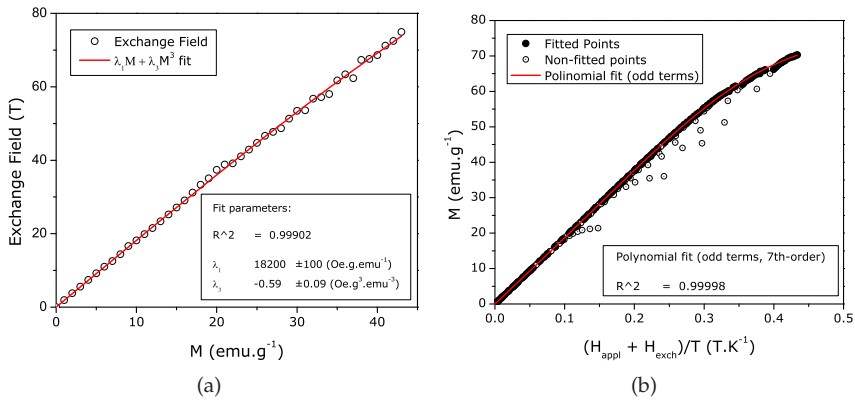 80
60
40
20
0
Exchange Field (T)
Exchange Field
λ1M + λ3M3 fit
Fit parameters:
R^2 = 0.99902
λ1 18200 ±100 (Oe.g.emu-1)
λ3 -0.59 ±0.09 (Oe.g3.emu-3)
0 10 20 30 40
M (emu.g-1)
(a)
80
70
60
50
40
30
20
10
0
M (emu.g-1)
Fitted Points
Non-fitted points
Polinomial fit (odd terms)
Polynomial fit (odd terms, 7th-order)
R^2 = 0.99998
0.0 0.1 0.2 0.3 0.4 0.5
(Happl + Hexch)/T (T.K-1)
(b)